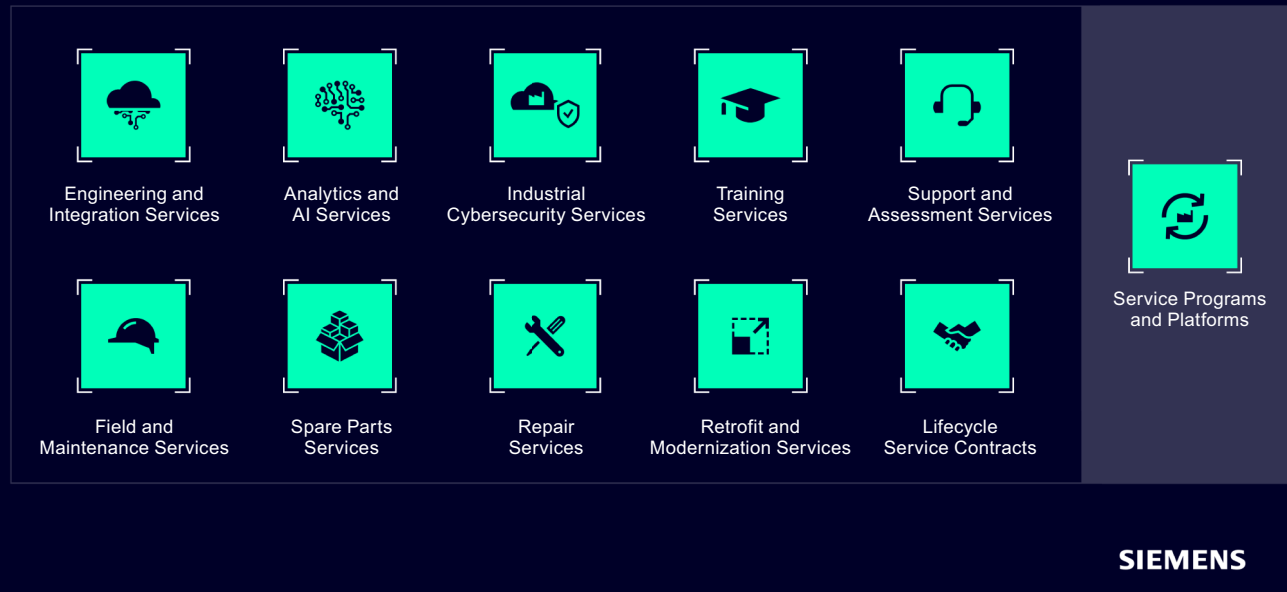 Engineering and
Integration Services
Analytics and
AI Services
Industrial
Cybersecurity Services
Training
Services
Support and
Assessment Services
Field and
Maintenance Services
Spare Parts
Services
Repair
Services
Retrofit and
Modernization Services
Lifecycle
Service Contracts
Service Programs
and Platforms
SIEMENS